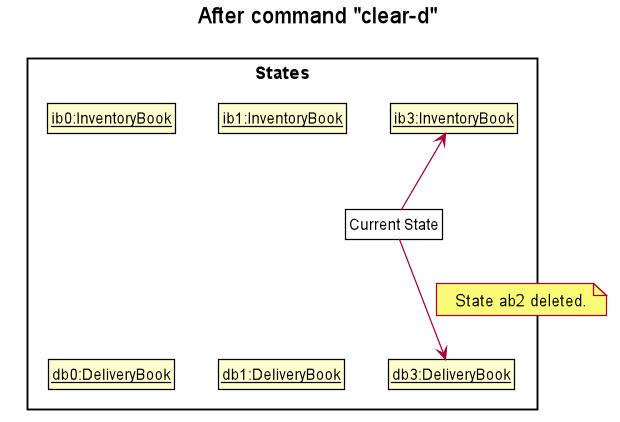 After command "clear-d"
States
ib0:InventoryBook
ib1:InventoryBook
ib3:InventoryBook
Current State
State ab2 deleted.
db0:DeliveryBook
db1:DeliveryBook
db3:DeliveryBook